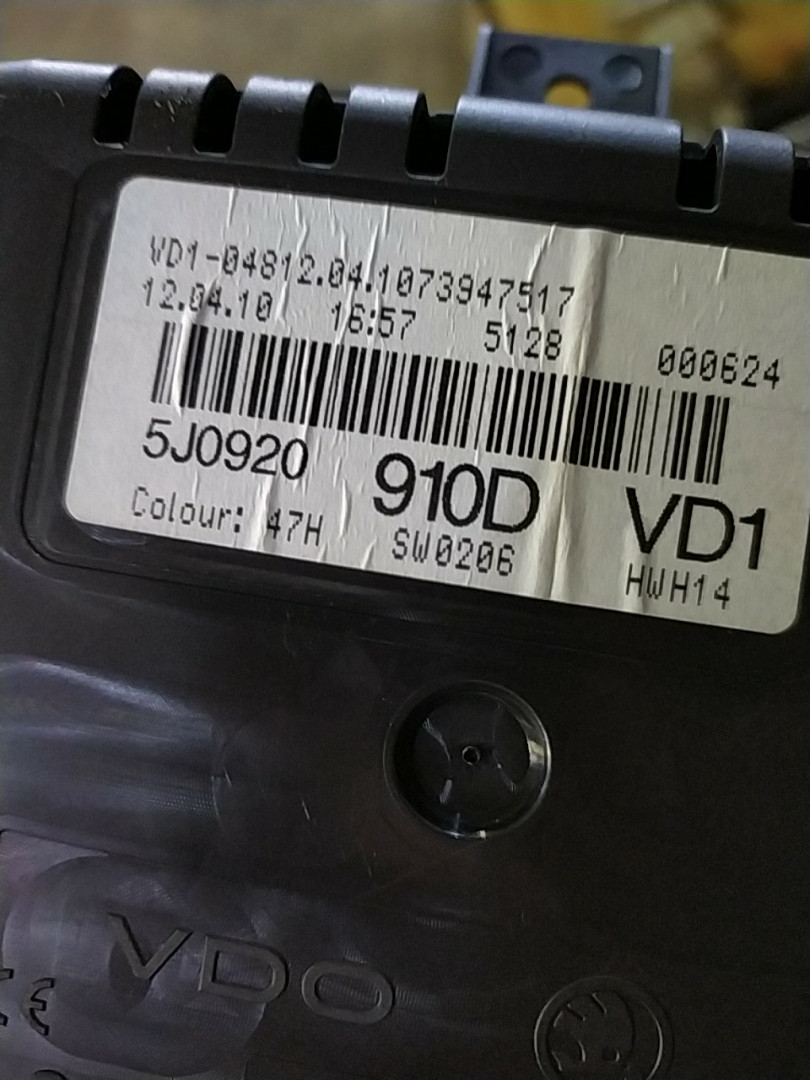 VD1-04812.04.1073947517
12.04.10 16:57 5128 000624
5J0920 910D VD1
Colour: 47H SW0206 HWH14
VDO
CE